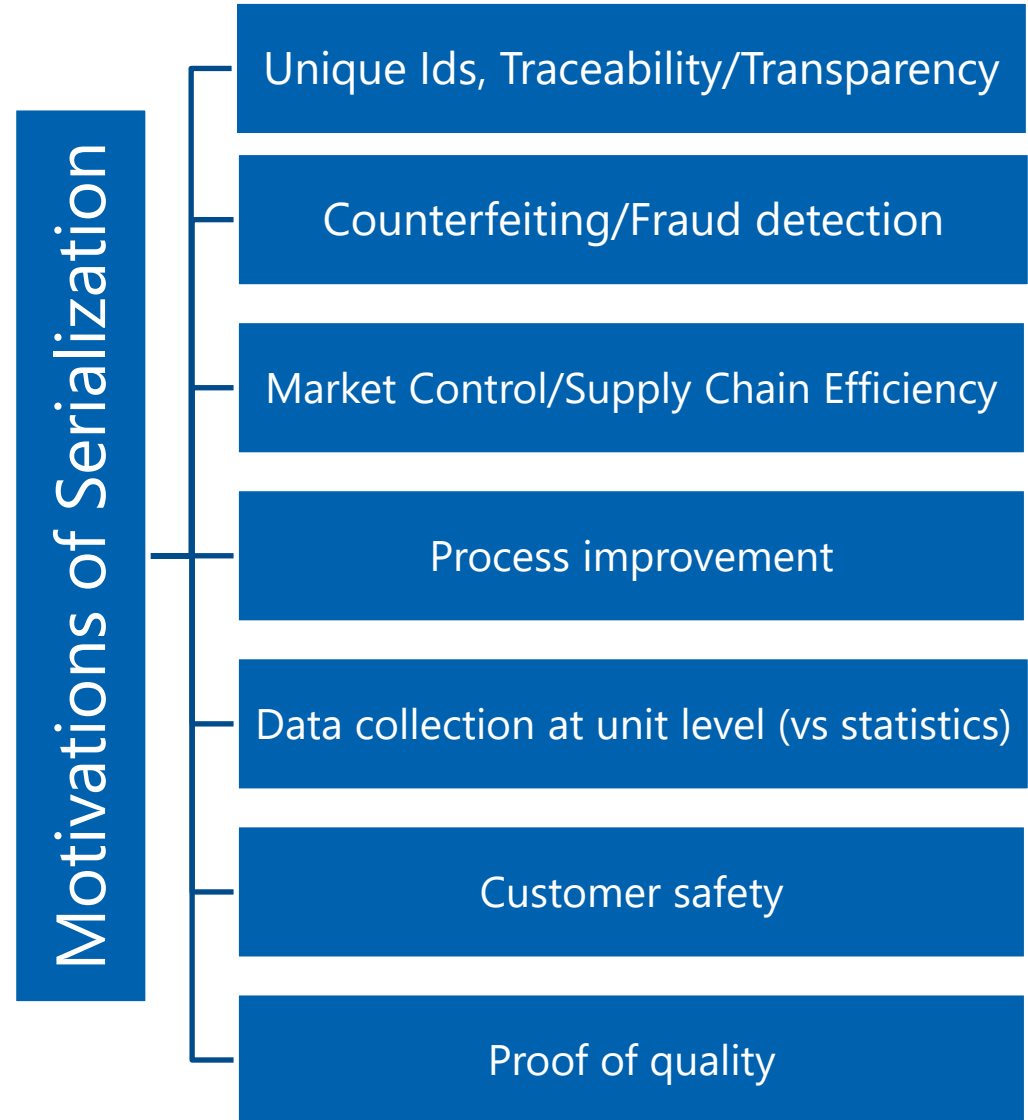 Motivations of Serialization
Unique Ids, Traceability/Transparency
Counterfeiting/Fraud detection
Market Control/Supply Chain Efficiency
Process improvement
Data collection at unit level (vs statistics)
Customer safety
Proof of quality